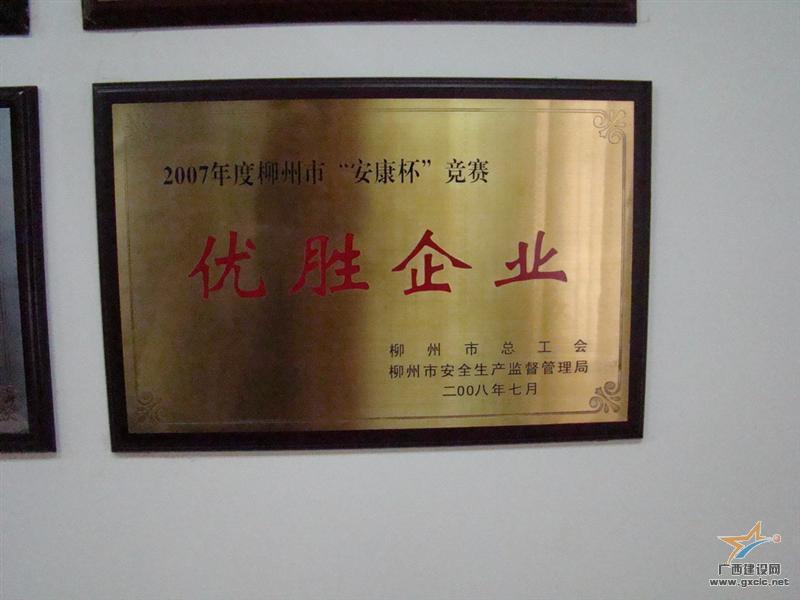 2007年度柳州市“安康杯”竞赛
优胜企业
柳州市总工会
柳州市安全生产监督管理局
二00八年七月
广西建设网
www.gxcic.net